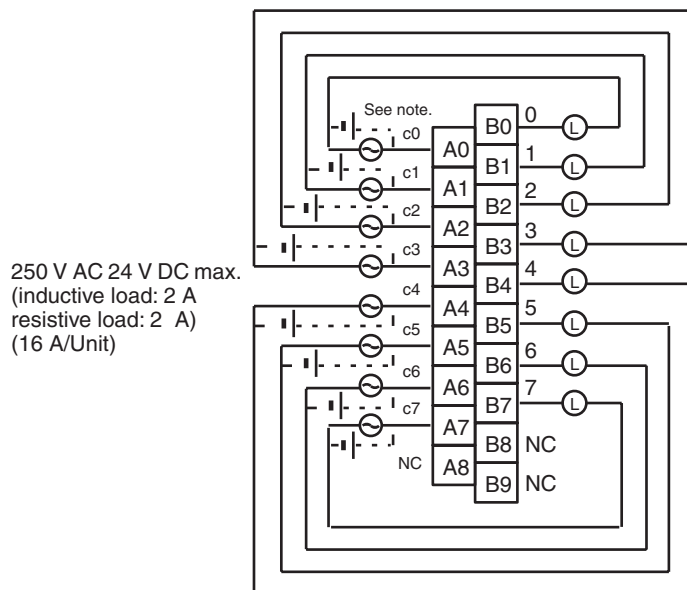 See note.
c0
c1
c2
c3
c4
c5
c6
c7
NC
A0
A1
A2
A3
A4
A5
A6
A7
A8
B0
B1
B2
B3
B4
B5
B6
B7
B8
B9
0
1
2
3
4
5
6
7
NC
NC
L
L
L
L
L
L
L
L
250 V AC 24 V DC max.
(inductive load: 2 A
resistive load: 2 A)
(16 A/Unit)